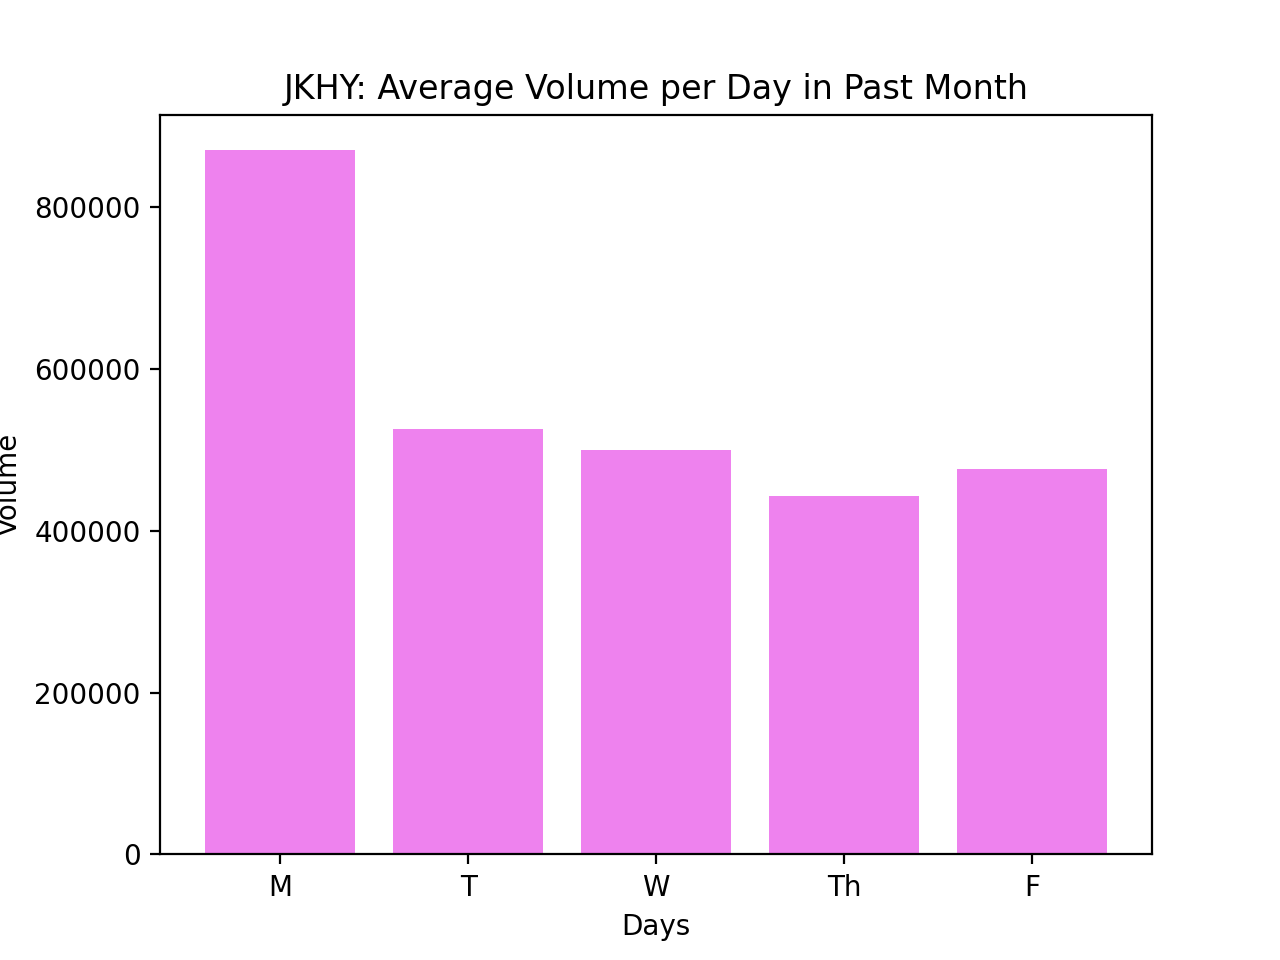 JKHY: Average Volume per Day in Past Month
Volume
800000
600000
400000
200000
0
M T W Th F
Days